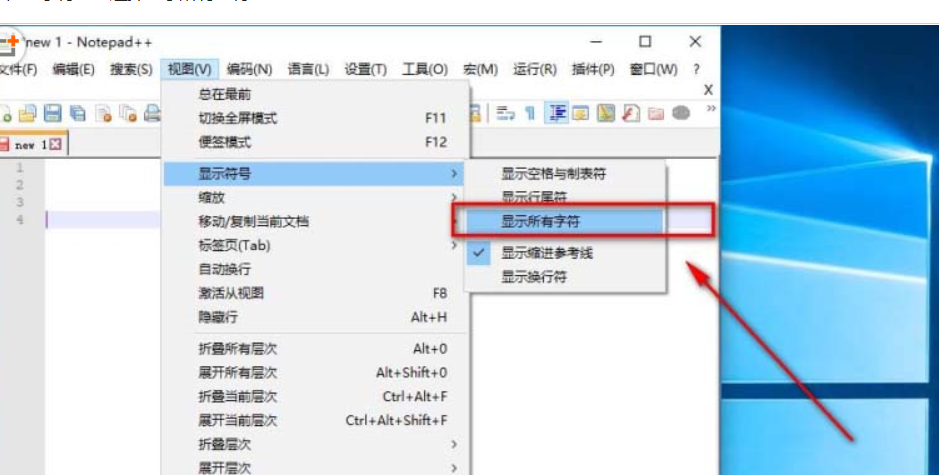 new 1 - Notepad++
文件(F) 编辑(E) 搜索(S) 视图(V) 编码(N) 语言(L) 设置(T) 工具(O) 宏(M) 运行(R) 插件(P) 窗口(W) ?
X
new 1
1
2
3
4
总在最前
切换全屏模式 F11
便签模式 F12
显示符号
缩放
移动/复制当前文档
标签页(Tab)
自动换行
激活从视图 F8
隐藏行 Alt+H
折叠所有层次 Alt+0
展开所有层次 Alt+Shift+0
折叠当前层次 Ctrl+Alt+F
展开当前层次 Ctrl+Alt+Shift+F
折叠层次
展开层次
显示空格与制表符
显示行尾符
显示所有字符
显示缩进参考线
显示换行符